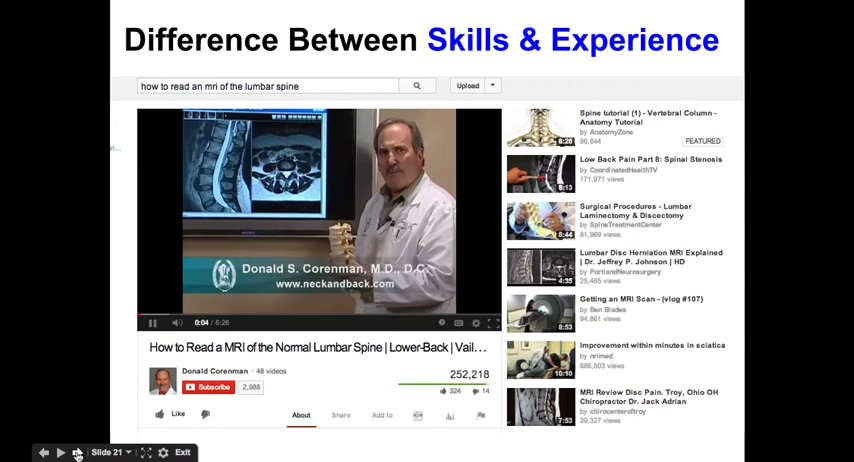 Difference Between Skills & Experience
how to read an mri of the lumbar spine
Upload
Donald S. Corenman, M.D., D.C.
www.neckandback.com
0:04 / 6:26
How to Read a MRI of the Normal Lumbar Spine | Lower-Back | Vail…
Donald Corenman · 48 videos
Subscribe 2,988
252,218
324 14
Like
About Share Add to
Spine tutorial (1) - Vertebral Column -
Anatomy Tutorial
by AnatomyZone
86,844 FEATURED
8:26
Low Back Pain Part 8: Spinal Stenosis
by CoordinatedHealthTV
171,971 views
8:13
Surgical Procedures - Lumbar
Laminectomy & Discectomy
by SpineTreatmentCenter
81,969 views
8:44
Lumbar Disc Herniation MRI Explained
| Dr. Jeffrey P. Johnson | HD
by PortlandNeurosurgery
25,465 views
4:35
Getting an MRI Scan - (vlog #107)
by Ben Blades
94,861 views
8:53
Improvement within minutes in sciatica
by nrimed
886,503 views
10:10
MRI Review Disc Pain. Troy, Ohio OH
Chiropractor Dr. Jack Adrian
by chirocenteroftroy
39,327 views
7:53
Slide 21 Exit